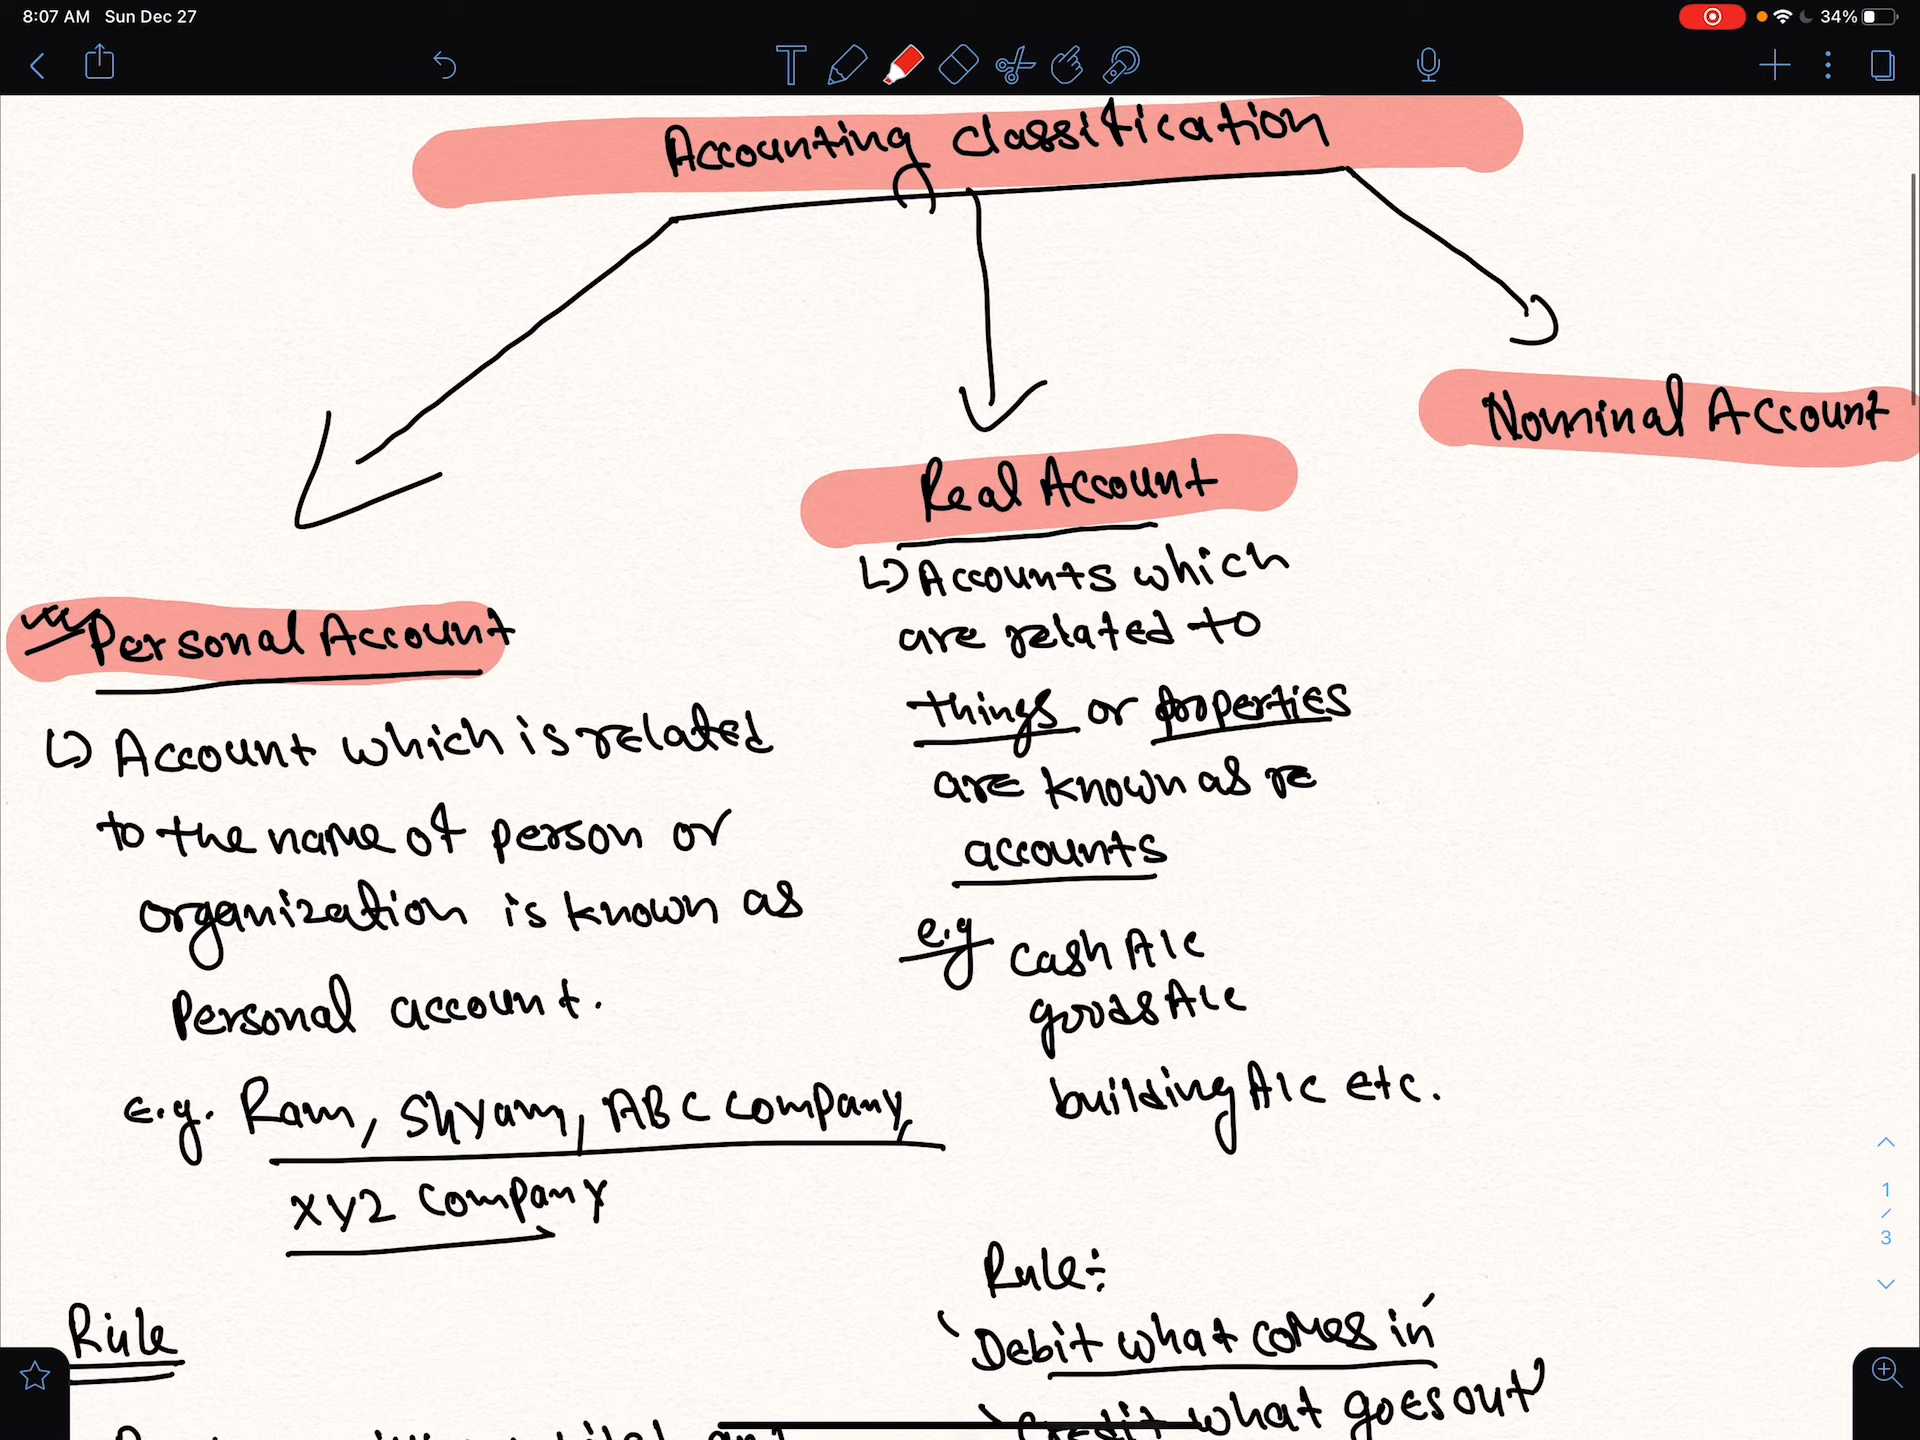 8:07 AM Sun Dec 27
34%
Accounting classification
Nominal Account
Real Account
Accounts which
are related to
things or properties
are known as re
accounts
e.g cash A/c
goods A/c
building A/c etc.
Rule:
Debit what comes in
Credit what goes out
Personal Account
Account which is related
to the name of person or
organization is known as
Personal account.
E.g. Ram, Shyam, ABC company,
XYZ company
Rule
1
/
3